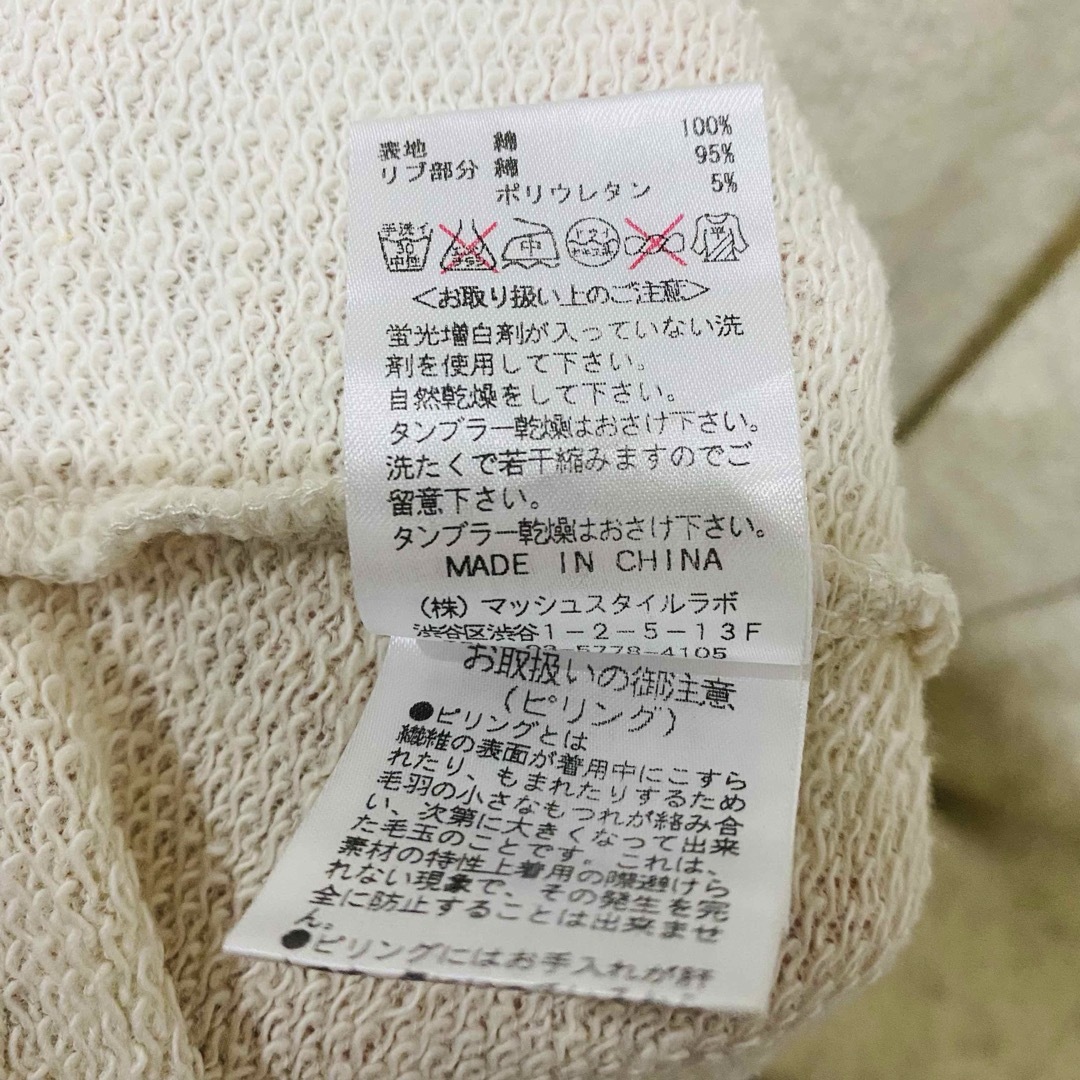 表地 綿 100%
リブ部分 綿 95%
ポリウレタン 5%
手洗イ 30 中性 中 平
<お取り扱い上のご注意>
蛍光増白剤が入っていない洗
剤を使用して下さい。
自然乾燥をして下さい。
タンブラー乾燥はおさけ下さい。
洗たくで若干縮みますのでご
留意下さい。
タンブラー乾燥はおさけ下さい。
MADE IN CHINA
(株) マッシュスタイルラボ
渋谷区渋谷1-2-5-13F
03-5778-4105
お取扱いの御注意
(ピリング)
●ピリングとは
繊維の表面が着用中にこすら
れたり、もまれたりするため
毛羽の小さなもつれが絡み合
い、次第に大きくなって出来
た毛玉のことです。これは、
素材の特性上着用の際避けら
れない現象で、その発生を完
全に防止することは出来ませ
ん。
●ピリングにはお手入れが肝